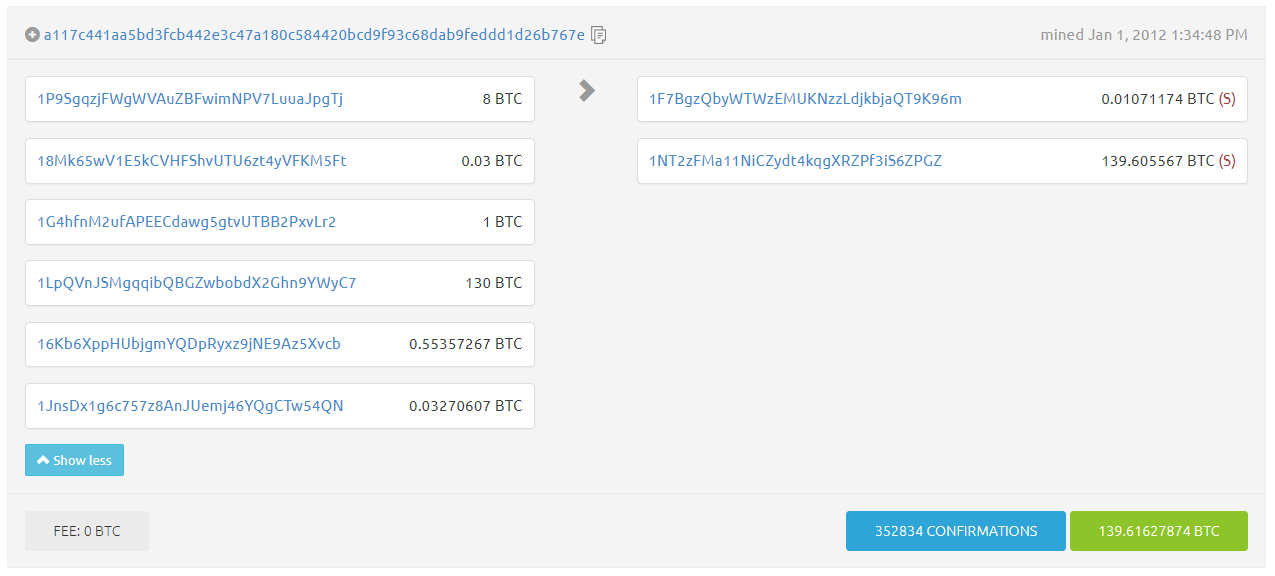 a117c441aa5bd3fcb442e3c47a180c584420bcd9f93c68dab9feddd1d26b767e mined Jan 1, 2012 1:34:48 PM
1P9SgqzjFWgWVAuZBFwimNPV7LuuaJpgTj 8 BTC
1F7BgzQbyWTWzEMUKNzzLdjkbjaQT9K96m 0.01071174 BTC (S)
18Mk65wV1E5kCVHFShvUTU6zt4yVFKM5Ft 0.03 BTC
1NT2zFMa11NiCZydt4kqgXRZPf3iS6ZPGZ 139.605567 BTC (S)
1G4hfnM2ufAPEECdawg5gtvUTBB2PxvLr2 1 BTC
1LpQVnJSMgqqibQBGZwbobdX2Ghn9YWyC7 130 BTC
16Kb6XppHUbjgmYQDpRyxz9jNE9Az5Xvcb 0.55357267 BTC
1JnsDx1g6c757z8AnJUemj46YQgCTw54QN 0.03270607 BTC
Show less
FEE: 0 BTC 352834 CONFIRMATIONS 139.61627874 BTC